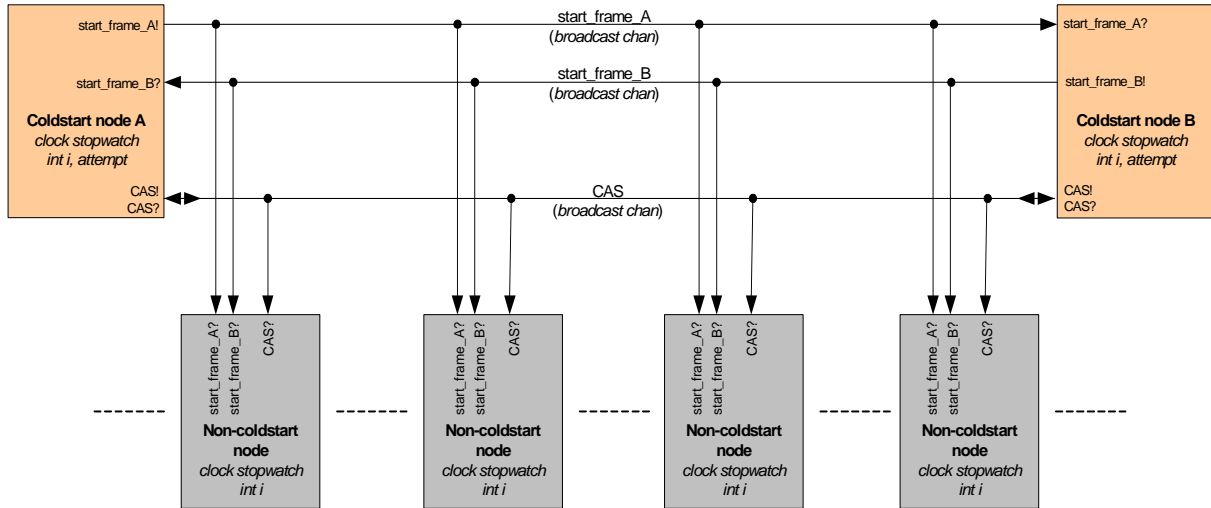 start_frame_A!
start_frame_A
(broadcast chan)
start_frame_A?
start_frame_B?
start_frame_B
(broadcast chan)
start_frame_B!
Coldstart node A
clock stopwatch
int i, attempt
Coldstart node B
clock stopwatch
int i, attempt
CAS!
CAS?
CAS
(broadcast chan)
CAS!
CAS?
start_frame_A?
start_frame_B?
CAS?
Non-coldstart
node
clock stopwatch
int i
start_frame_A?
start_frame_B?
CAS?
Non-coldstart
node
clock stopwatch
int i
start_frame_A?
start_frame_B?
CAS?
Non-coldstart
node
clock stopwatch
int i
start_frame_A?
start_frame_B?
CAS?
Non-coldstart
node
clock stopwatch
int i